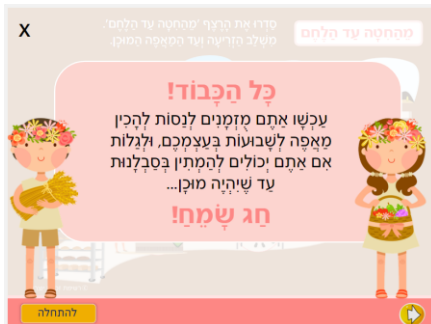 X
סַדְּרוּ אֶת הָרֶצֶף 'מֵהַחִטָּה עַד הַלֶּחֶם',
מִשְּׁלַב הַזְּרִיעָה וְעַד הַמַּאֲפֶה הַמּוּכָן.
מֵהַחִטָּה עַד הַלֶּחֶם
כָּל הַכָּבוֹד!
עַכְשָׁו אַתֶּם מֻזְמָנִים לְנַסּוֹת לְהָכִין
מַאֲפֶה לְשָׁבוּעוֹת בְּעַצְמְכֶם, וּלְגַלּוֹת
אִם אַתֶּם יְכוֹלִים לְהַמְתִּין בְּסַבְלָנוּת
עַד שֶׁיִּהְיֶה מוּכָן...
חַג שָׂמֵחַ!
להתחלה